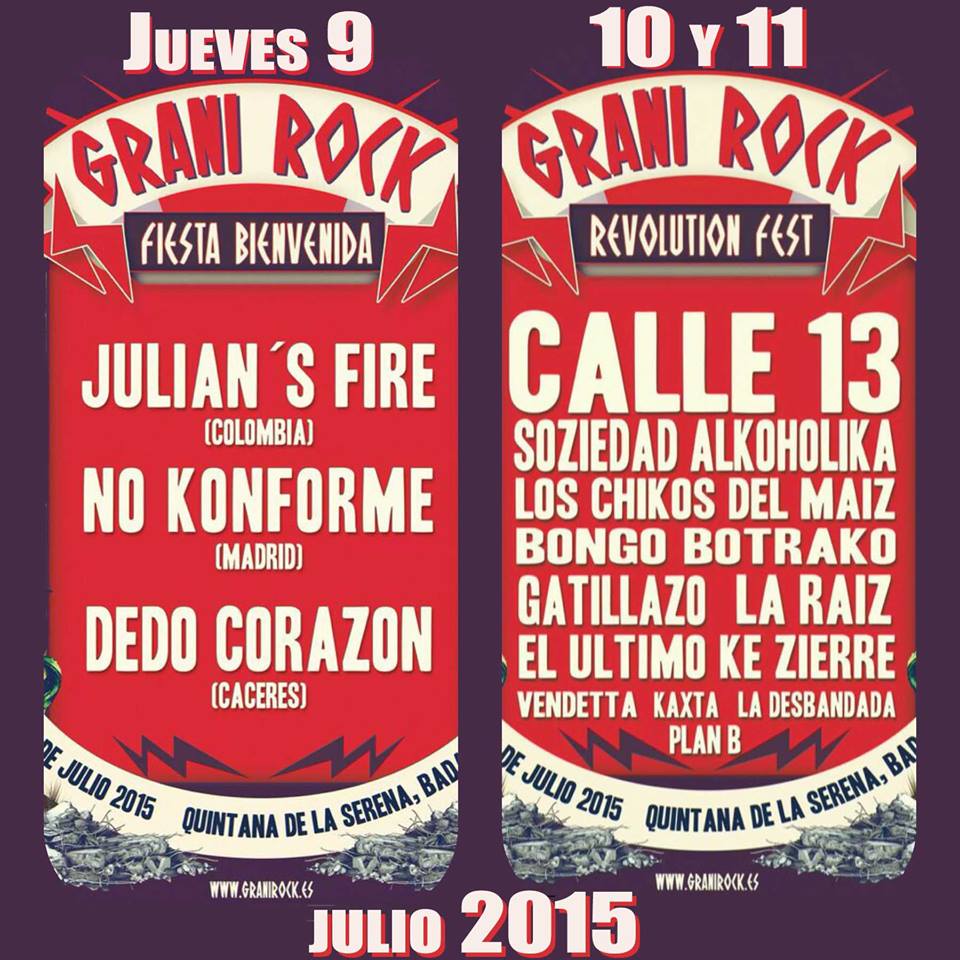 JUEVES 9
GRANI ROCK
FIESTA BIENVENIDA
JULIAN´S FIRE
(COLOMBIA)
NO KONFORME
(MADRID)
DEDO CORAZON
(CACERES)
DE JULIO 2015 QUINTANA DE LA SERENA, BADA
WWW.GRANIROCK.ES
10 Y 11
GRANI ROCK
REVOLUTION FEST
CALLE 13
SOZIEDAD ALKOHOLIKA
LOS CHIKOS DEL MAIZ
BONGO BOTRAKO
GATILLAZO LA RAIZ
EL ULTIMO KE ZIERRE
VENDETTA KAXTA LA DESBANDADA
PLAN B
DE JULIO 2015 QUINTANA DE LA SERENA, BAD
WWW.GRANIROCK.ES
JULIO 2015